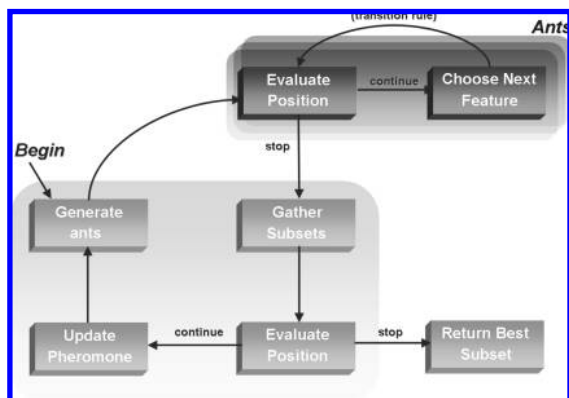 (transition rule)
Ants
Evaluate
Position
continue
Choose Next
Feature
stop
Begin
Generate
ants
Gather
Subsets
Update
Pheromone
continue
Evaluate
Position
stop
Return Best
Subset